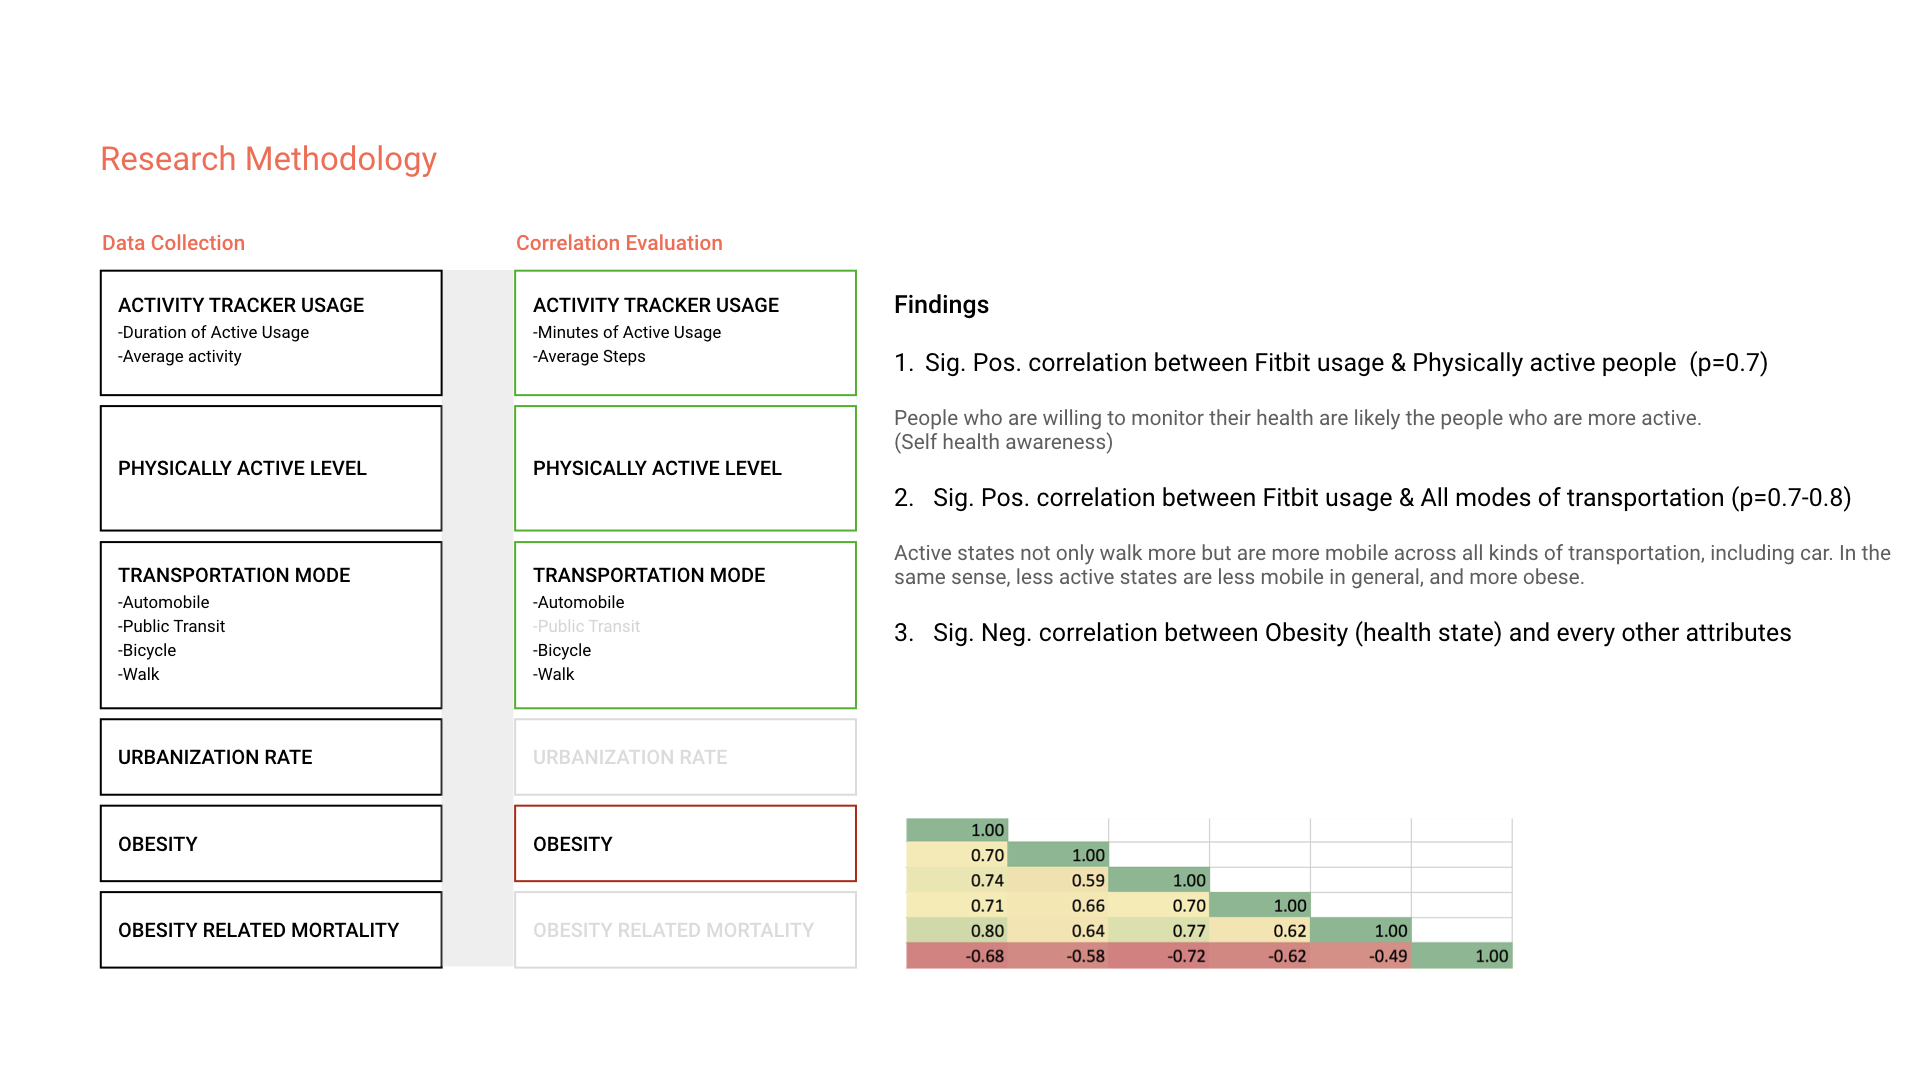 Research Methodology
Data Collection
ACTIVITY TRACKER USAGE
-Duration of Active Usage
-Average activity
PHYSICALLY ACTIVE LEVEL
TRANSPORTATION MODE
-Automobile
-Public Transit
-Bicycle
-Walk
URBANIZATION RATE
OBESITY
OBESITY RELATED MORTALITY
Correlation Evaluation
ACTIVITY TRACKER USAGE
-Minutes of Active Usage
-Average Steps
PHYSICALLY ACTIVE LEVEL
TRANSPORTATION MODE
-Automobile
-Public Transit
-Bicycle
-Walk
URBANIZATION RATE
OBESITY
OBESITY RELATED MORTALITY
Findings
1. Sig. Pos. correlation between Fitbit usage & Physically active people (p=0.7)
People who are willing to monitor their health are likely the people who are more active.
(Self health awareness)
2. Sig. Pos. correlation between Fitbit usage & All modes of transportation (p=0.7-0.8)
Active states not only walk more but are more mobile across all kinds of transportation, including car. In the
same sense, less active states are less mobile in general, and more obese.
3. Sig. Neg. correlation between Obesity (health state) and every other attributes
1.00
0.70 1.00
0.74 0.59 1.00
0.71 0.66 0.70 1.00
0.80 0.64 0.77 0.62 1.00
-0.68 -0.58 -0.72 -0.62 -0.49 1.00